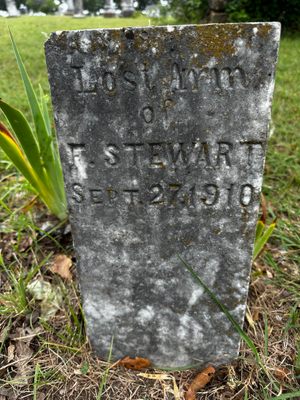 Lost Arm
of
F. STEWART
SEPT. 27, 1910